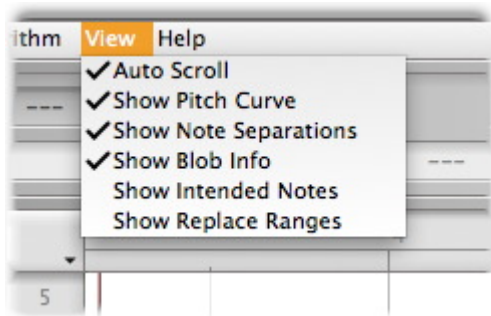 ithm View Help
✓Auto Scroll
✓Show Pitch Curve
✓Show Note Separations
✓Show Blob Info
Show Intended Notes
Show Replace Ranges
---
---
5